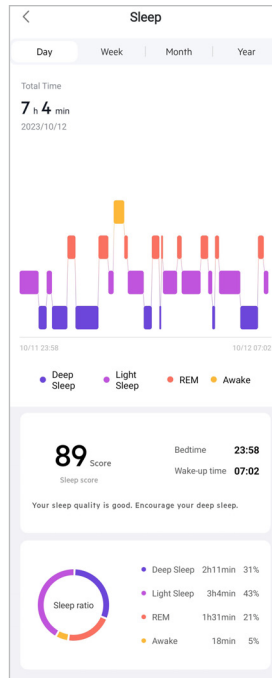 Sleep
Day Week Month Year
Total Time
7 h 4 min
2023/10/12
10/11 23:58 10/12 07:02
Deep Sleep Light Sleep REM Awake
89 Score
Sleep score
Bedtime 23:58
Wake-up time 07:02
Your sleep quality is good. Encourage your deep sleep.
Sleep ratio
Deep Sleep 2h11min 31%
Light Sleep 3h4min 43%
REM 1h31min 21%
Awake 18min 5%